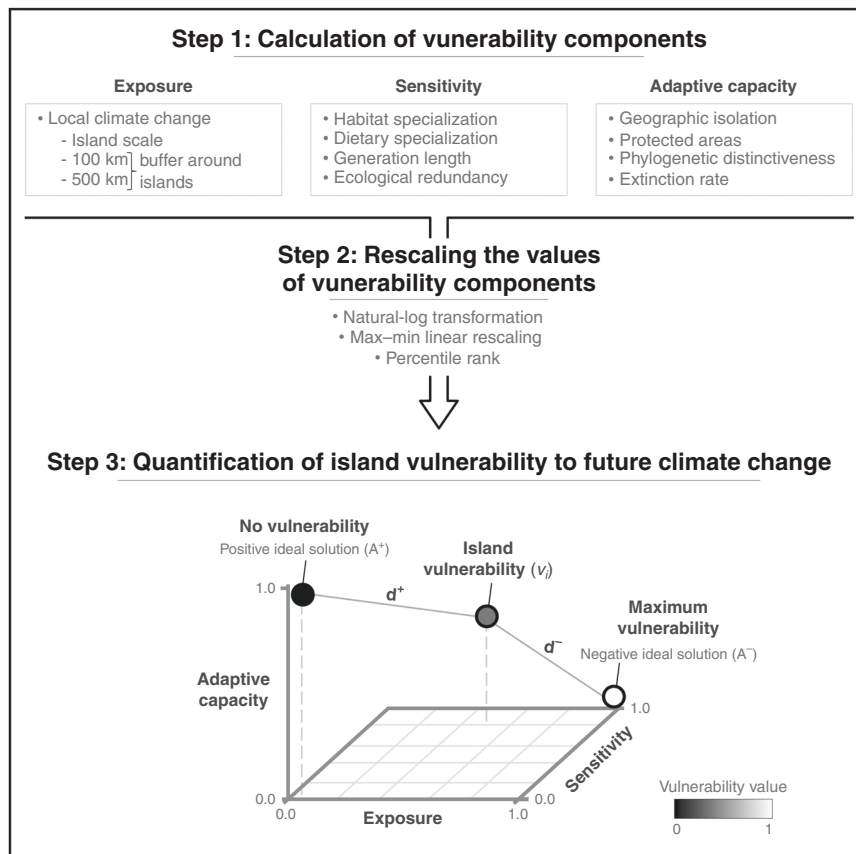 Step 1: Calculation of vunerability components
Exposure
• Local climate change
- Island scale
- 100 km
- 500 km
buffer around
islands
Sensitivity
• Habitat specialization
• Dietary specialization
• Generation length
• Ecological redundancy
Adaptive capacity
• Geographic isolation
• Protected areas
• Phylogenetic distinctiveness
• Extinction rate
Step 2: Rescaling the values
of vunerability components
• Natural-log transformation
• Max–min linear rescaling
• Percentile rank
Step 3: Quantification of island vulnerability to future climate change
No vulnerability
Positive ideal solution (A⁺)
Island
vulnerability (vᵢ)
Maximum
vulnerability
Negative ideal solution (A⁻)
d⁺
d⁻
1.0
Adaptive
capacity
0.0
0.0
Exposure
1.0
0.0
Sensitivity
1.0
Vulnerability value
0
1